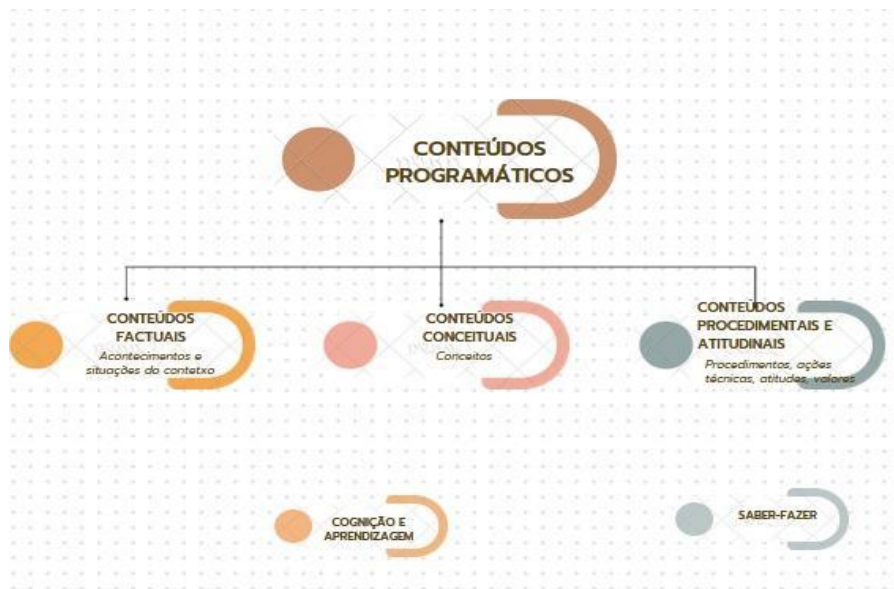 CONTEÚDOS
PROGRAMÁTICOS
CONTEÚDOS
FACTUAIS
Acontecimentos e
situações do contetxo
CONTEÚDOS
CONCEITUAIS
Conceitos
CONTEÚDOS
PROCEDIMENTAIS E
ATITUDINAIS
Procedimentos, ações
técnicas, atitudes, valores
COGNIÇÃO E
APRENDIZAGEM
SABER-FAZER